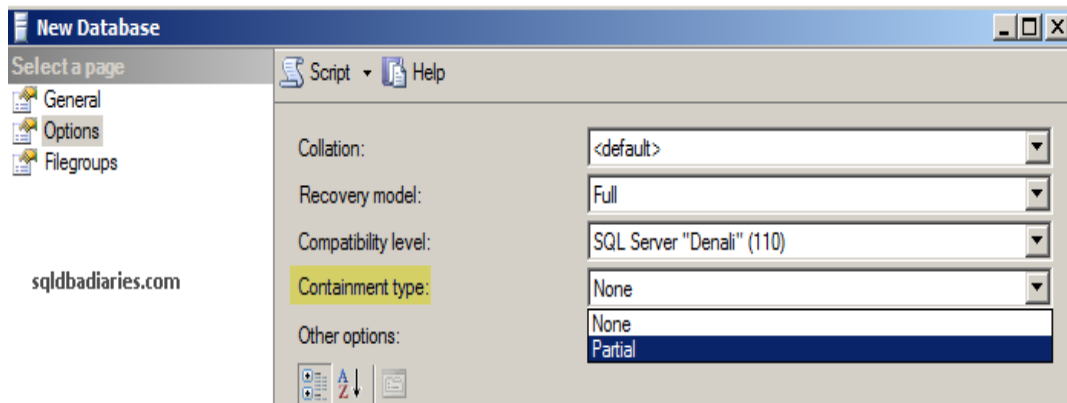 New Database
Select a page
General
Options
Filegroups
sqldbadiaries.com
Script Help
Collation: <default>
Recovery model: Full
Compatibility level: SQL Server "Denali" (110)
Containment type: None
None
Partial
Other options:
A
Z